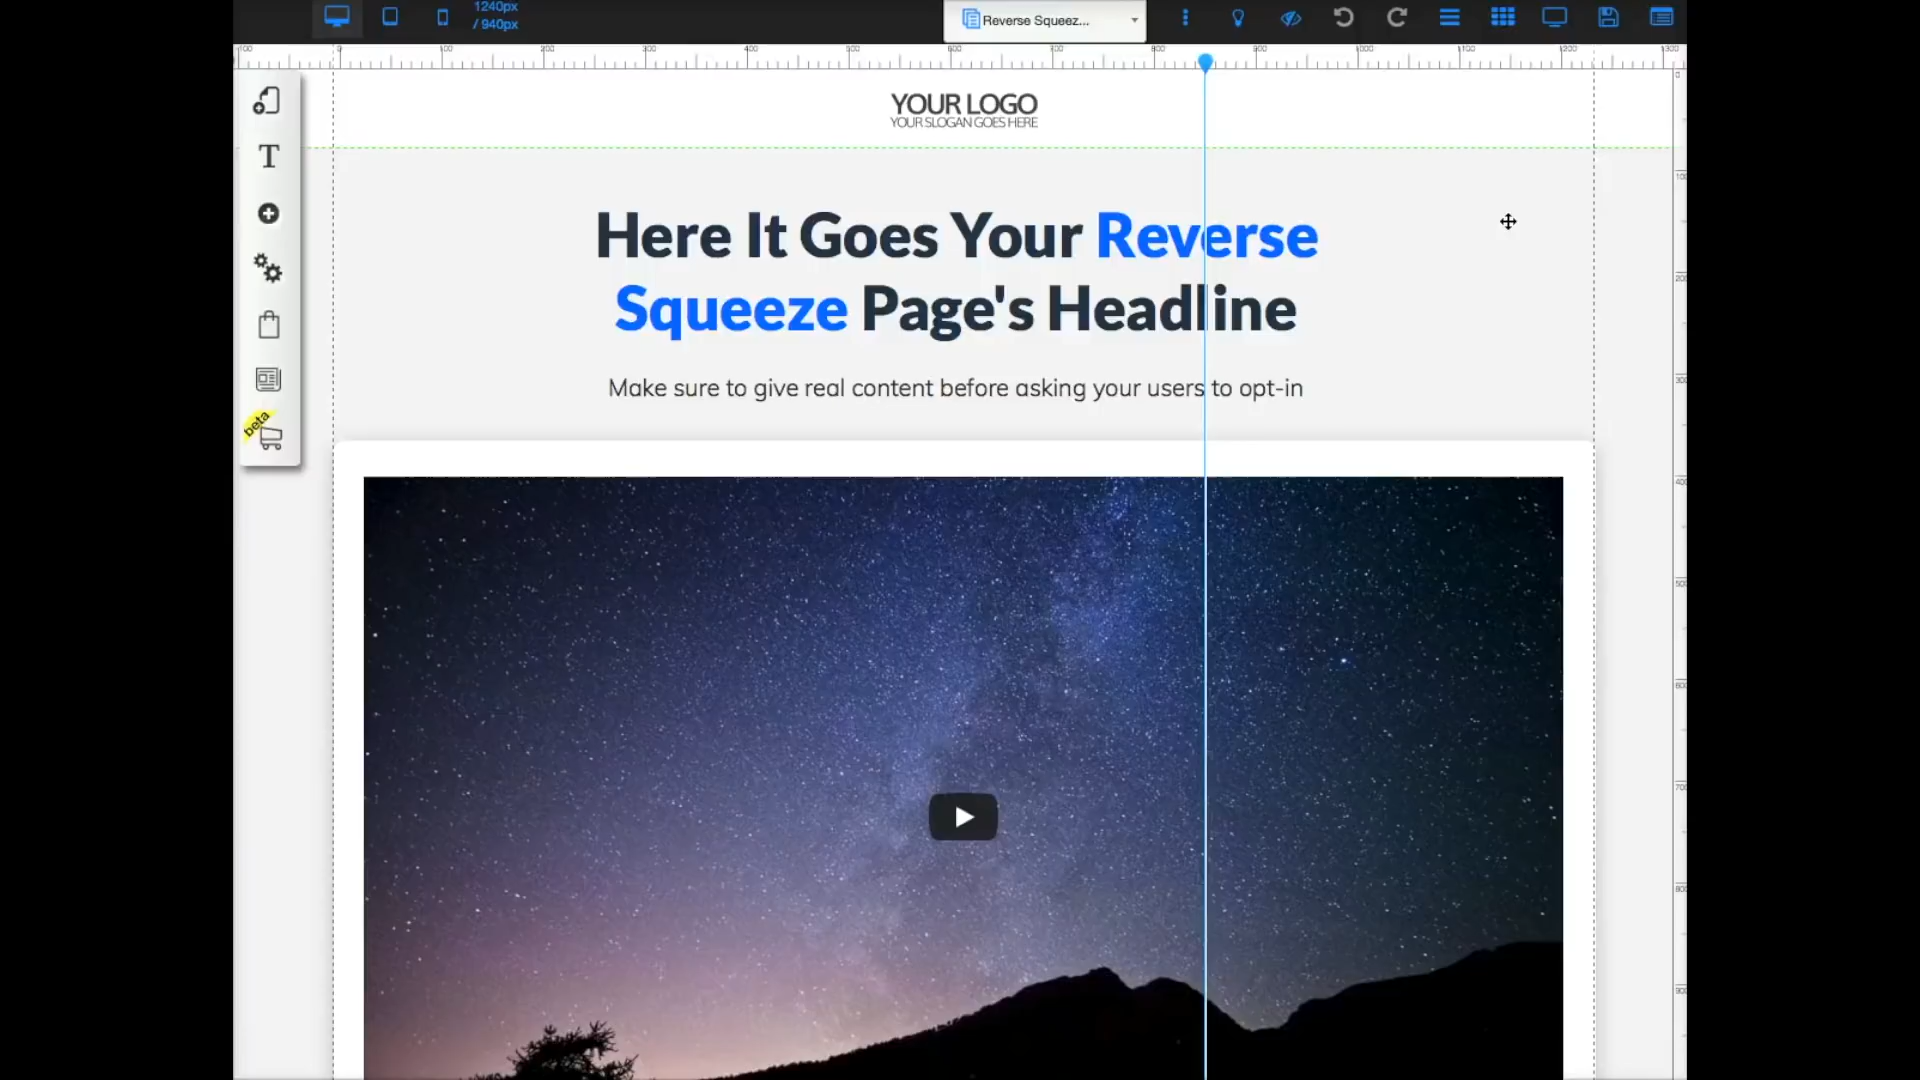 1240px
/ 940px
Reverse Squeez...
YOUR LOGO
YOUR SLOGAN GOES HERE
Here It Goes Your Reverse
Squeeze Page's Headline
Make sure to give real content before asking your users to opt-in
T
beta